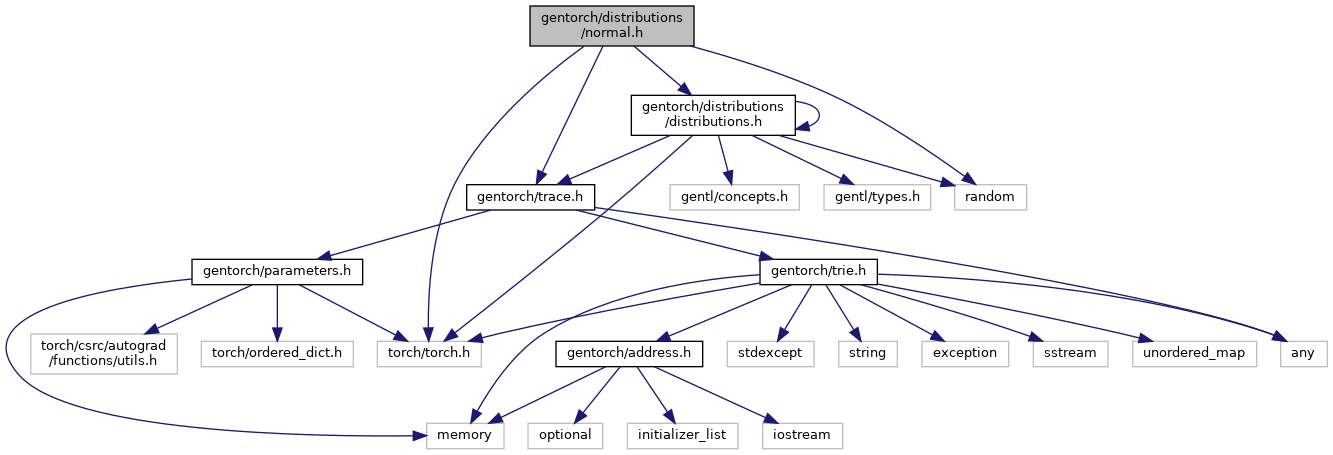 gentorch/distributions
/normal.h
gentorch/distributions
/distributions.h
gentorch/trace.h
gentl/concepts.h
gentl/types.h
random
gentorch/parameters.h
gentorch/trie.h
torch/csrc/autograd
/functions/utils.h
torch/ordered_dict.h
torch/torch.h
gentorch/address.h
stdexcept
string
exception
sstream
unordered_map
any
memory
optional
initializer_list
iostream